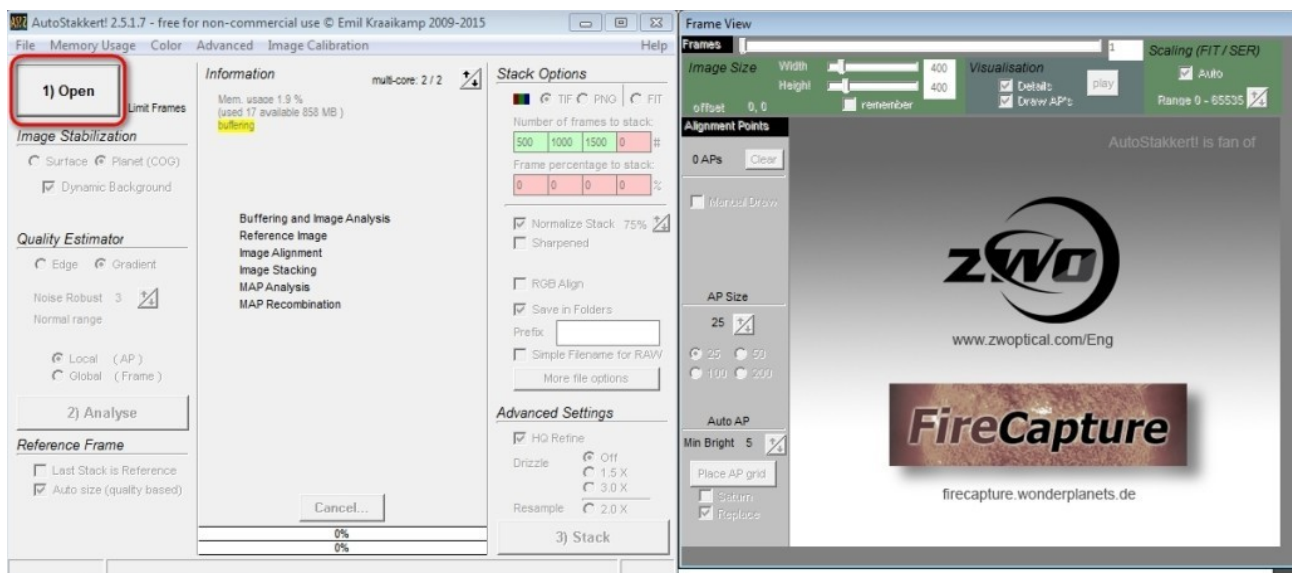 AutoStakkert! 2.5.1.7 - free for non-commercial use © Emil Kraaikamp 2009-2015
File Memory Usage Color Advanced Image Calibration Help
1) Open
Limit Frames
Image Stabilization
Surface Planet (COG)
Dynamic Background
Quality Estimator
Edge Gradient
Noise Robust 3
Normal range
Local (AP)
Global (Frame)
2) Analyse
Reference Frame
Last Stack is Reference
Auto size (quality based)
Information multi-core: 2 / 2
Mem. usage 1.9 %
(used 17 available 858 MB )
buffering
Buffering and Image Analysis
Reference Image
Image Alignment
Image Stacking
MAP Analysis
MAP Recombination
Cancel...
0%
0%
Stack Options
TIF PNG FIT
Number of frames to stack:
500 1000 1500 0 #
Frame percentage to stack:
0 0 0 0 %
Normalize Stack 75%
Sharpened
RGB Align
Save in Folders
Prefix
Simple Filename for RAW
More file options
Advanced Settings
HQ Refine
Drizzle Off
1.5 X
3.0 X
Resample 2.0 X
3) Stack
Frame View
Frames 1
Image Size Width 400
Height 400
offset 0, 0 remember
Visualisation
Details play
Draw AP's
Scaling (FIT / SER)
Auto
Range 0 - 65535
Alignment Points
0 APs Clear
Manual Draw
AP Size
25
25 50
100 200
Auto AP
Min Bright 5
Place AP grid
Saturn
Replace
AutoStakkert! is fan of
ZWO
www.zwoptical.com/Eng
FireCapture
firecapture.wonderplanets.de